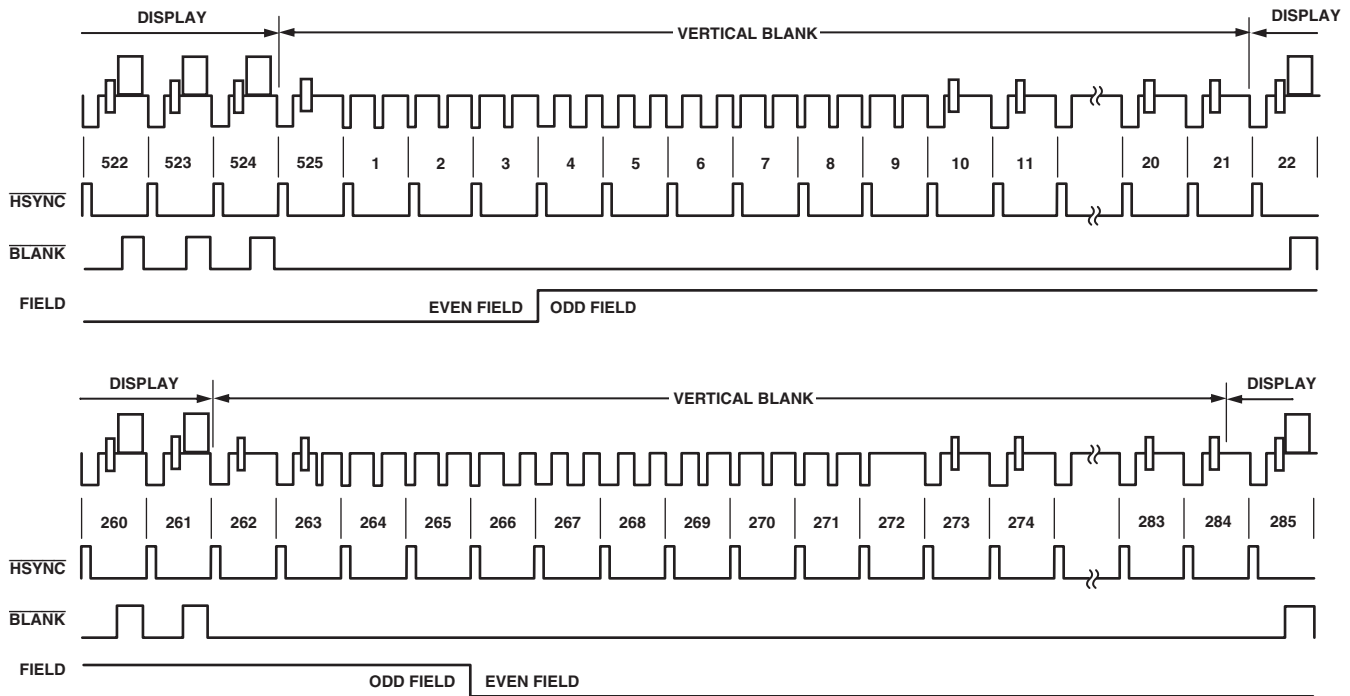 DISPLAY VERTICAL BLANK DISPLAY
522 523 524 525 1 2 3 4 5 6 7 8 9 10 11 20 21 22
HSYNC
BLANK
FIELD EVEN FIELD ODD FIELD
DISPLAY VERTICAL BLANK DISPLAY
260 261 262 263 264 265 266 267 268 269 270 271 272 273 274 283 284 285
HSYNC
BLANK
FIELD ODD FIELD EVEN FIELD